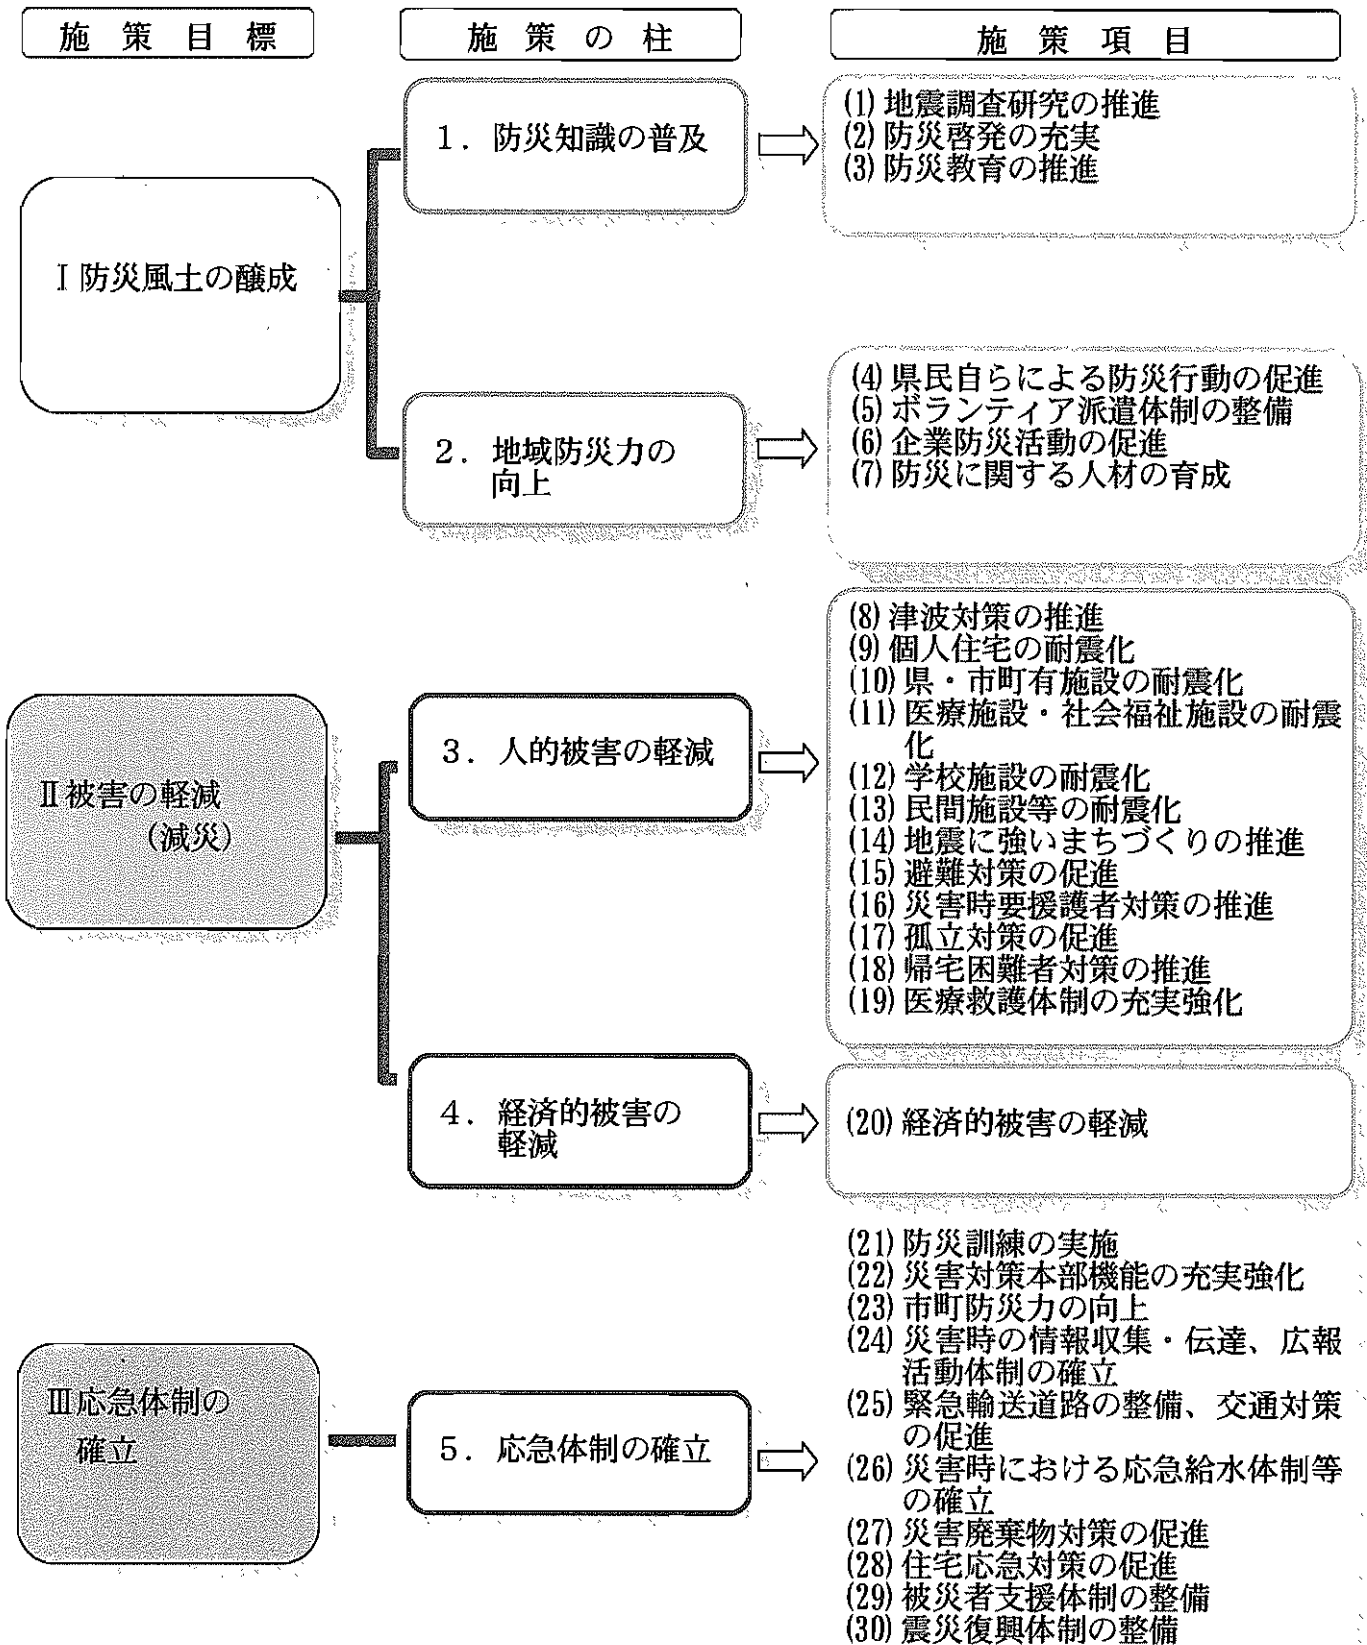 施策目標
施策の柱
施策項目
Ⅰ防災風土の醸成
1．防災知識の普及
(1) 地震調査研究の推進
(2) 防災啓発の充実
(3) 防災教育の推進
2．地域防災力の
向上
(4) 県民自らによる防災行動の促進
(5) ボランティア派遣体制の整備
(6) 企業防災活動の促進
(7) 防災に関する人材の育成
Ⅱ被害の軽減
（減災）
3．人的被害の軽減
(8) 津波対策の推進
(9) 個人住宅の耐震化
(10) 県・市町有施設の耐震化
(11) 医療施設・社会福祉施設の耐震
化
(12) 学校施設の耐震化
(13) 民間施設等の耐震化
(14) 地震に強いまちづくりの推進
(15) 避難対策の促進
(16) 災害時要援護者対策の推進
(17) 孤立対策の促進
(18) 帰宅困難者対策の推進
(19) 医療救護体制の充実強化
4．経済的被害の
軽減
(20) 経済的被害の軽減
Ⅲ応急体制の
確立
5．応急体制の確立
(21) 防災訓練の実施
(22) 災害対策本部機能の充実強化
(23) 市町防災力の向上
(24) 災害時の情報収集・伝達、広報
活動体制の確立
(25) 緊急輸送道路の整備、交通対策
の促進
(26) 災害時における応急給水体制等
の確立
(27) 災害廃棄物対策の促進
(28) 住宅応急対策の促進
(29) 被災者支援体制の整備
(30) 震災復興体制の整備